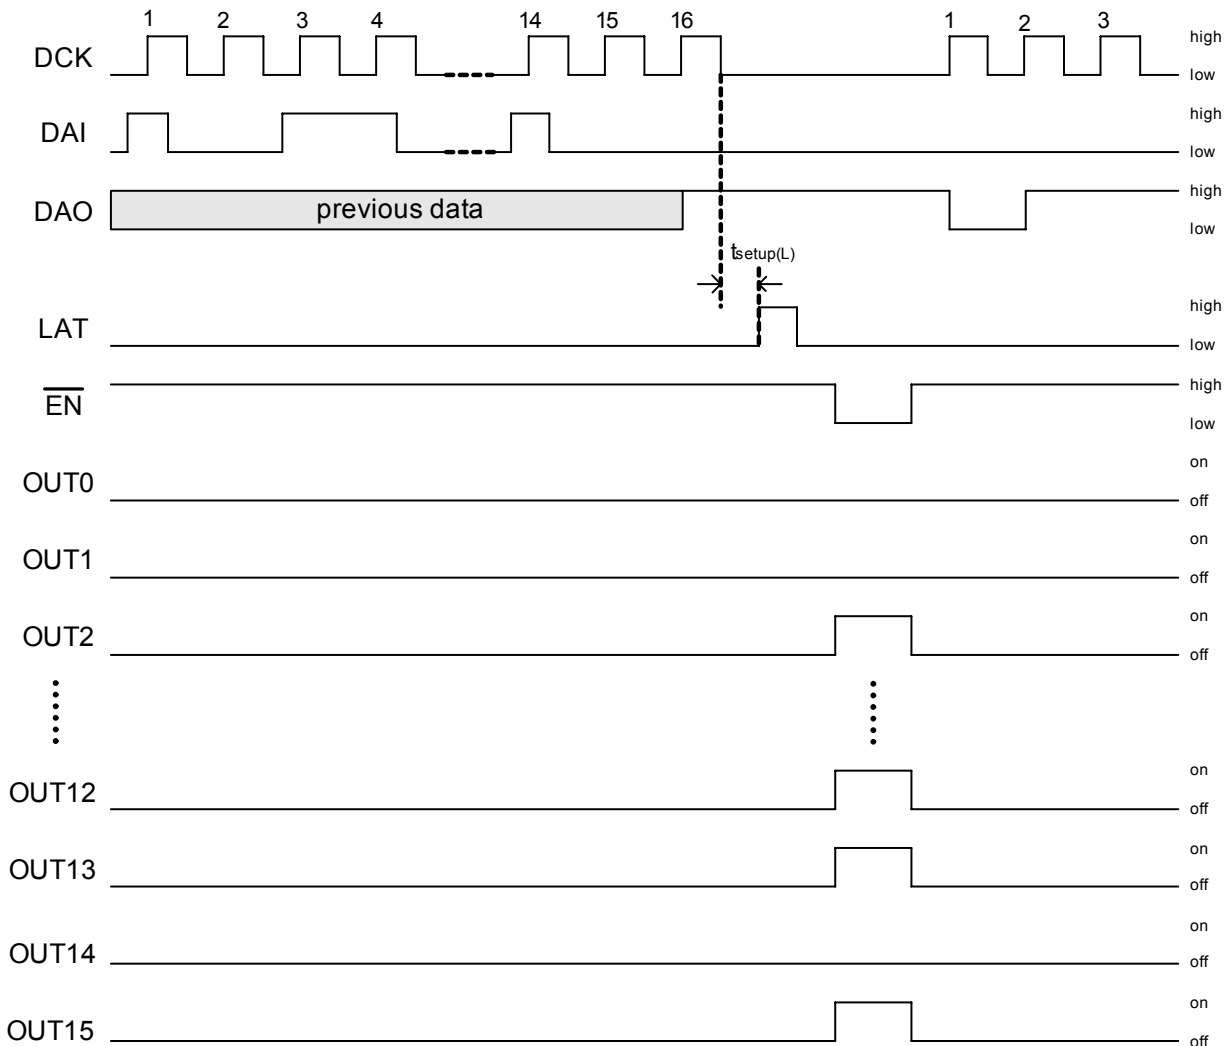 1 2 3 4 14 15 16 1 2 3
DCK high
low
DAI high
low
DAO previous data high
low
tsetup(L)
LAT high
low
EN high
low
OUT0 on
off
OUT1 on
off
OUT2 on
off
OUT12 on
off
OUT13 on
off
OUT14 on
off
OUT15 on
off